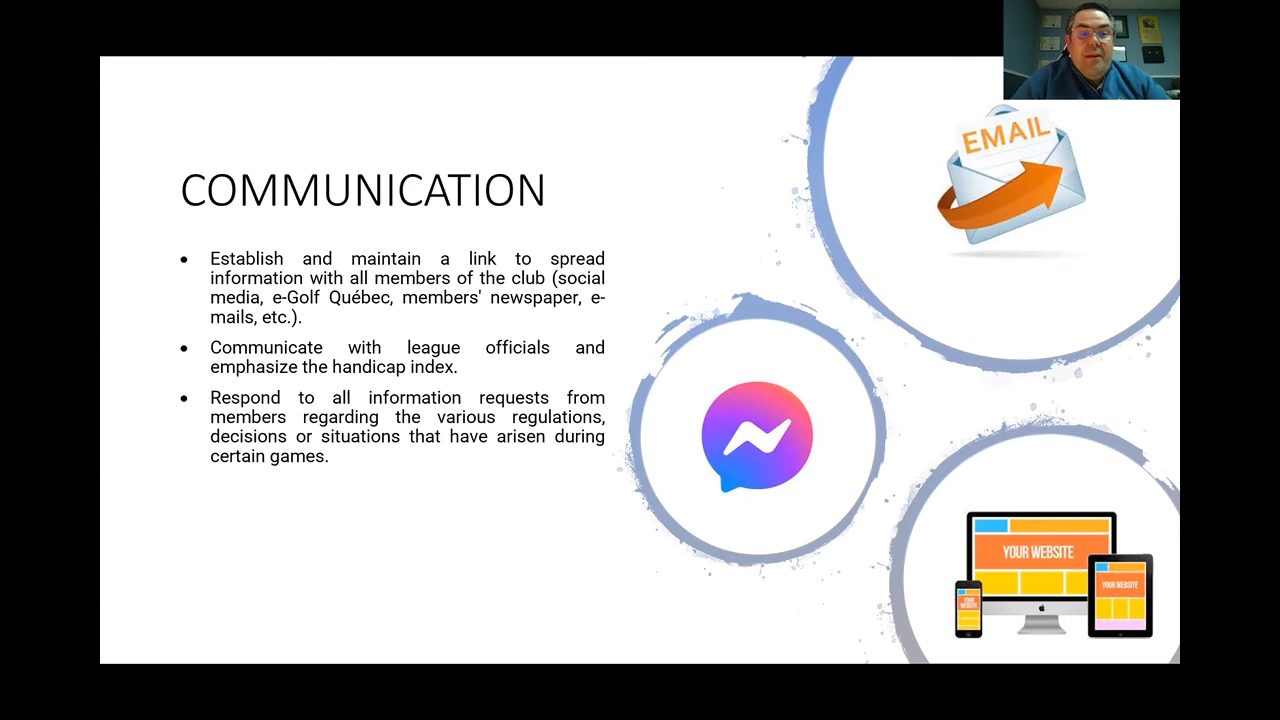 EMAIL
COMMUNICATION
• Establish and maintain a link to spread
information with all members of the club (social
media, e-Golf Québec, members' newspaper, e-
mails, etc.).
• Communicate with league officials and
emphasize the handicap index.
• Respond to all information requests from
members regarding the various regulations,
decisions or situations that have arisen during
certain games.
YOUR WEBSITE
YOUR WEBSITE
YOUR
WEBSITE